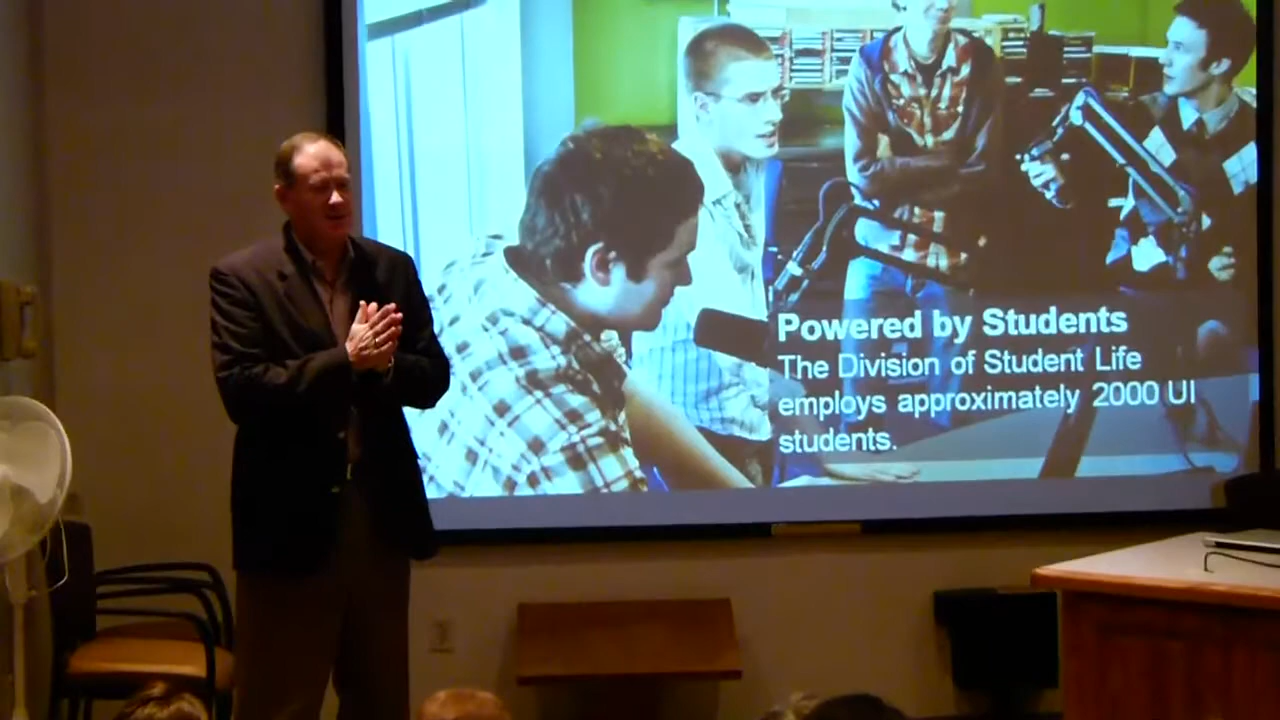 Powered by Students
The Division of Student Life
employs approximately 2000 UI
students.